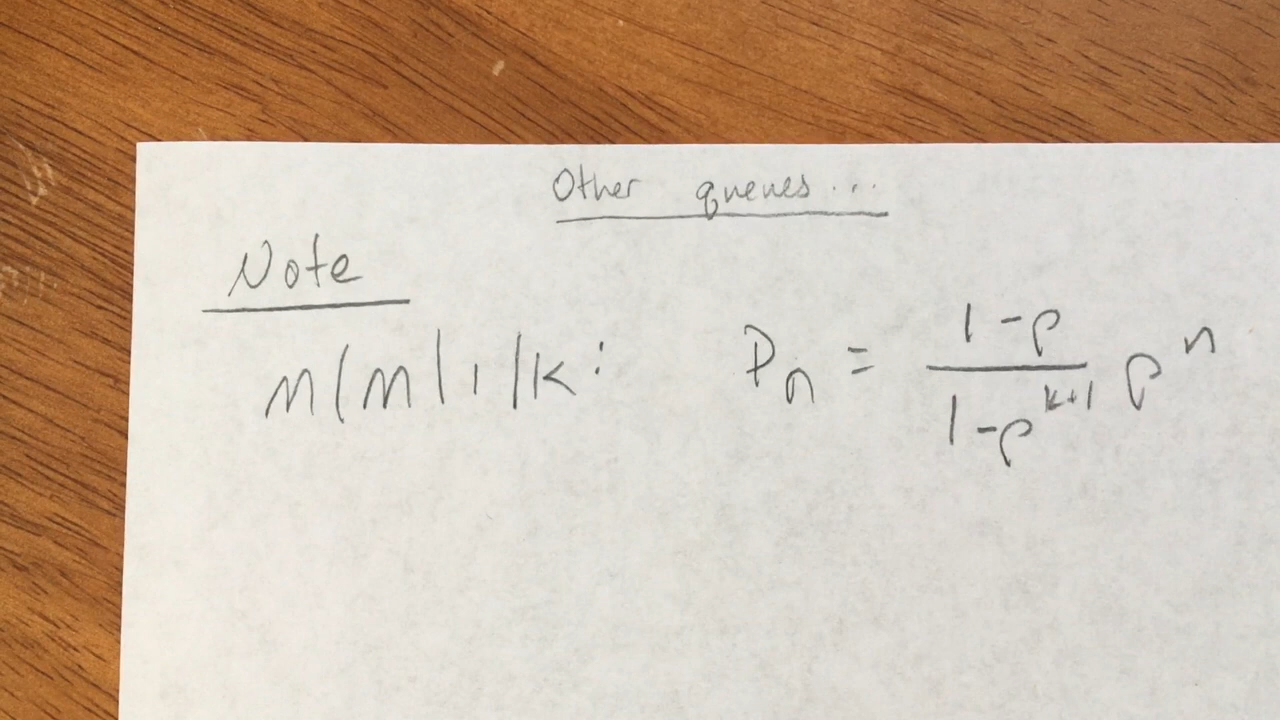 Other queues...
Note
M/M/1/K: Pₙ = (1-ρ)/(1-ρ^(k+1)) ρ^n